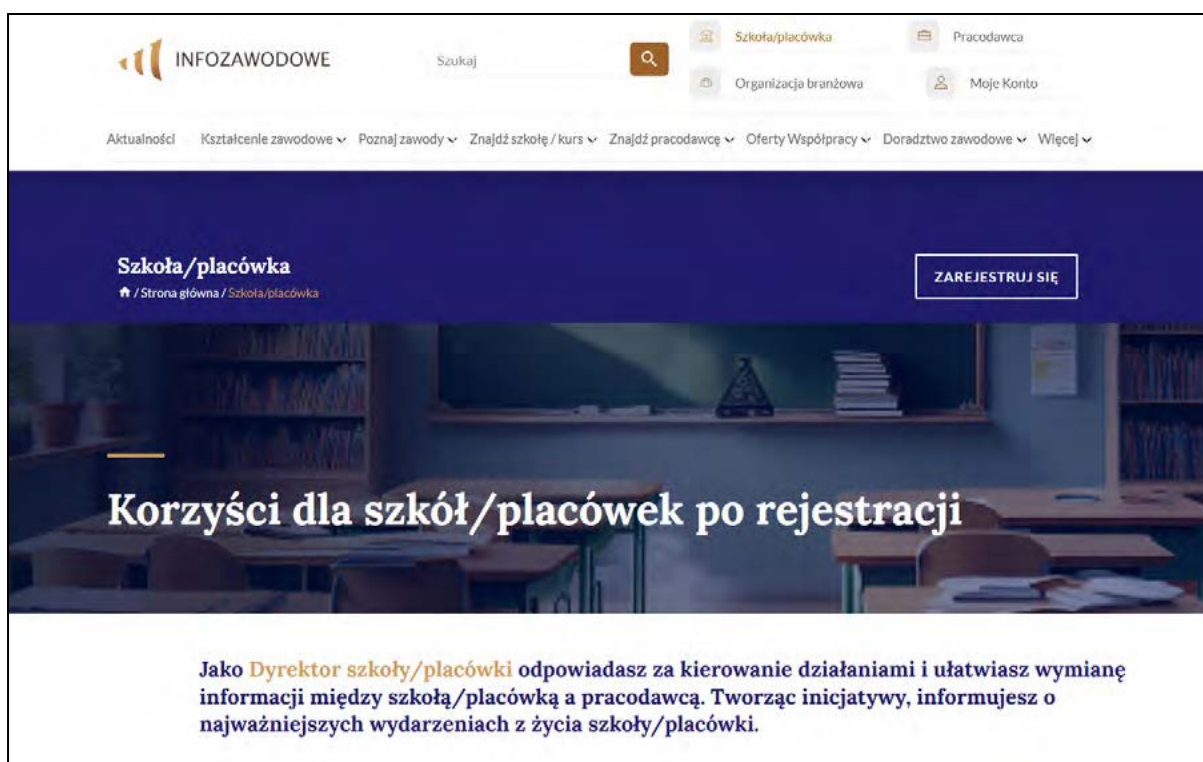 INFOZAWODOWE
Szukaj
Szkoła/placówka
Pracodawca
Organizacja branżowa
Moje Konto
Aktualności Kształcenie zawodowe Poznaj zawody Znajdź szkołę / kurs Znajdź pracodawcę Oferty Współpracy Doradztwo zawodowe Więcej
Szkoła/placówka
/ Strona główna / Szkoła/placówka
ZAREJESTRUJ SIĘ
Korzyści dla szkół/placówek po rejestracji
Jako Dyrektor szkoły/placówki odpowiadasz za kierowanie działaniami i ułatwiasz wymianę
informacji między szkołą/placówką a pracodawcą. Tworząc inicjatywy, informujesz o
najważniejszych wydarzeniach z życia szkoły/placówki.